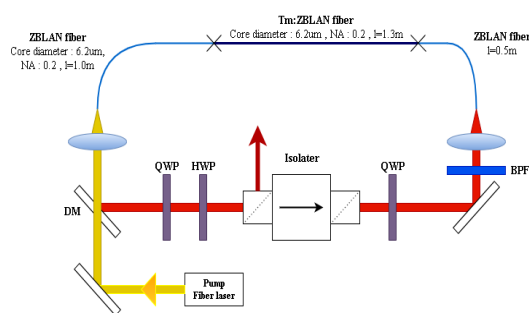 Tm:ZBLAN fiber
Core diameter : 6.2um , NA : 0.2 , l=1.3m
ZBLAN fiber
Core diameter : 6.2um,
NA : 0.2 , l=1.0m
ZBLAN fiber
l=0.5m
Isolater
QWP
HWP
QWP
BPF
DM
Pump
Fiber laser